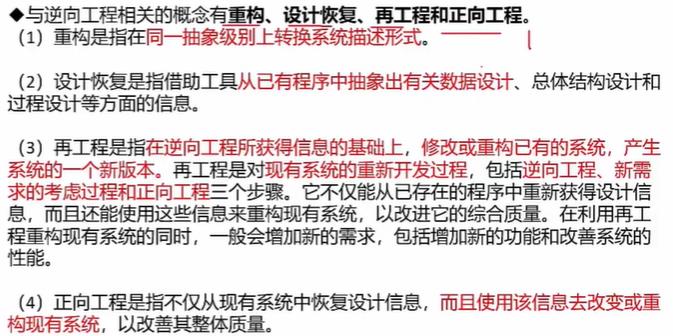 ◆与逆向工程相关的概念有重构、设计恢复、再工程和正向工程。
（1）重构是指在同一抽象级别上转换系统描述形式。
（2）设计恢复是指借助工具从已有程序中抽象出有关数据设计、总体结构设计和
过程设计等方面的信息。
（3）再工程是指在逆向工程所获得信息的基础上，修改或重构已有的系统，产生
系统的一个新版本。再工程是对现有系统的重新开发过程，包括逆向工程、新需
求的考虑过程和正向工程三个步骤。它不仅能从已存在的程序中重新获得设计信
息，而且还能使用这些信息来重构现有系统，以改进它的综合质量。在利用再工
程重构现有系统的同时，一般会增加新的需求，包括增加新的功能和改善系统的
性能。
（4）正向工程是指不仅从现有系统中恢复设计信息，而且使用该信息去改变或重
构现有系统，以改善其整体质量。